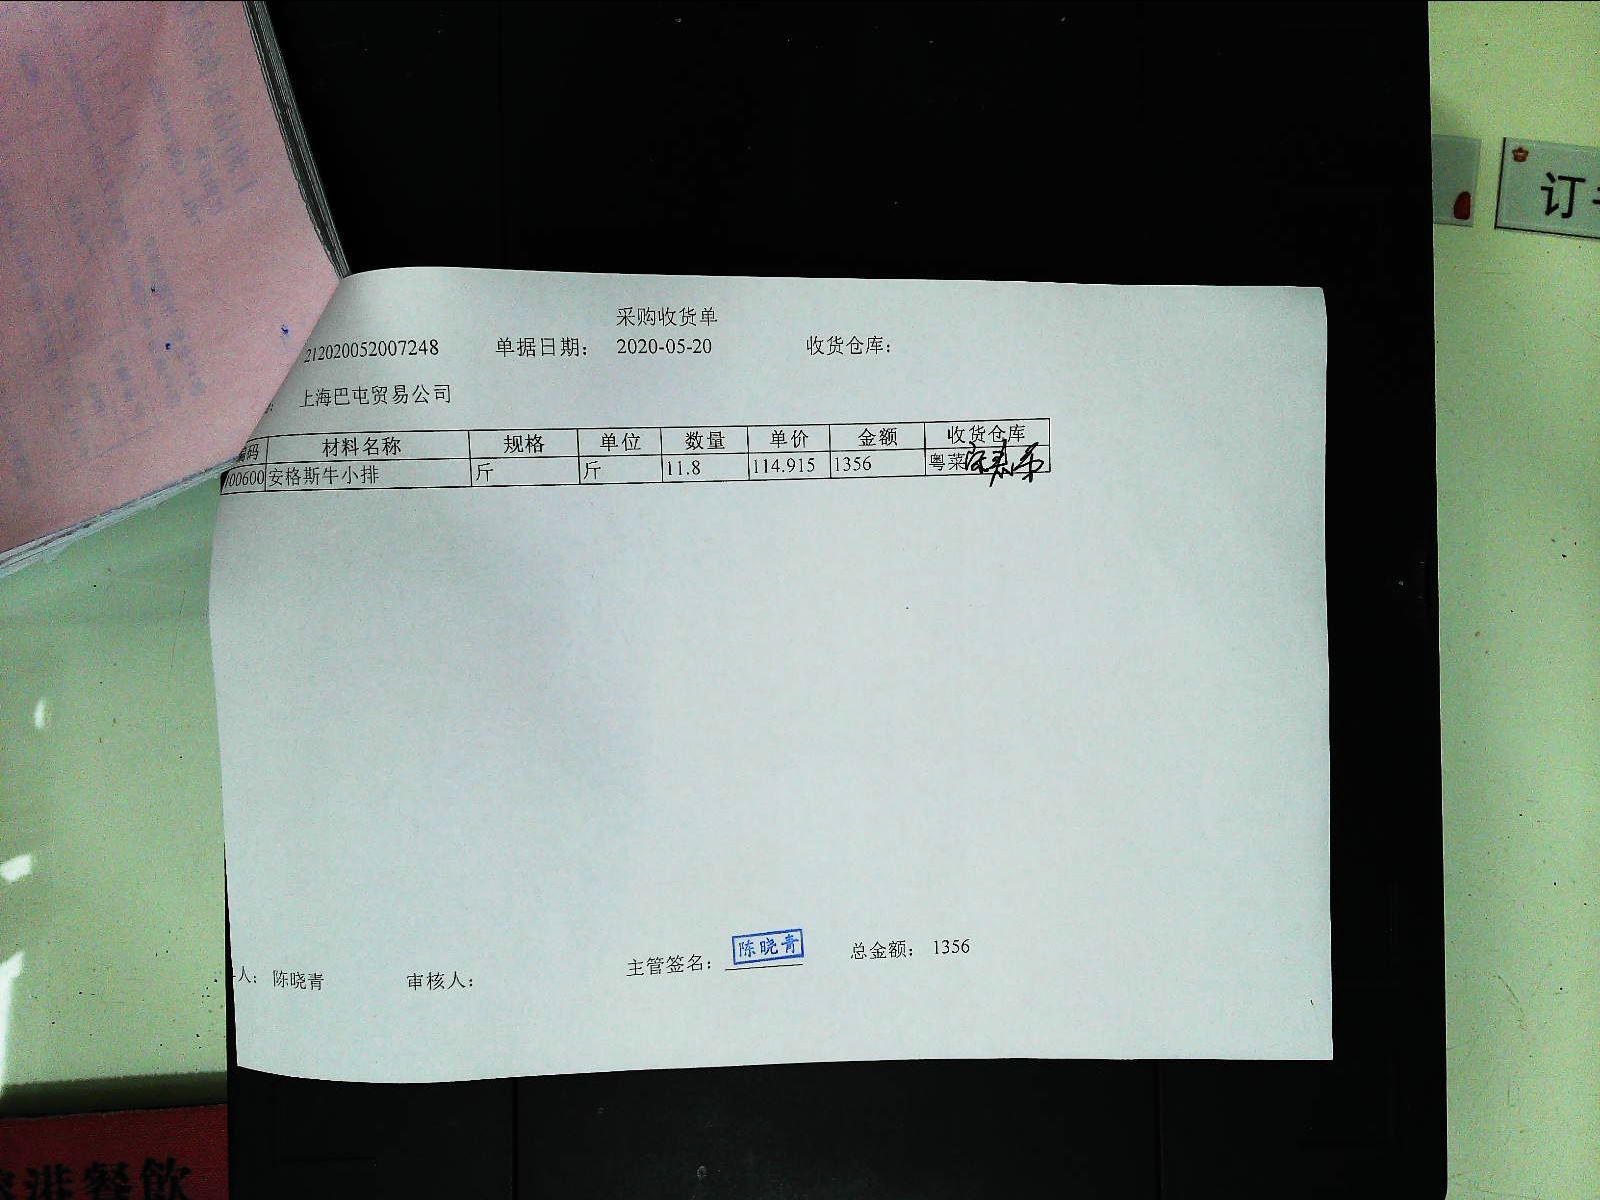 采购收货单
212020052007248 单据日期： 2020-05-20 收货仓库：
上海巴屯贸易公司
编码 材料名称 规格 单位 数量 单价 金额 收货仓库
00600 安格斯牛小排 斤 斤 11.8 114.915 1356 粤菜
人： 陈晓青 审核人： 主管签名： 陈晓青 总金额： 1356
订
港餐飲